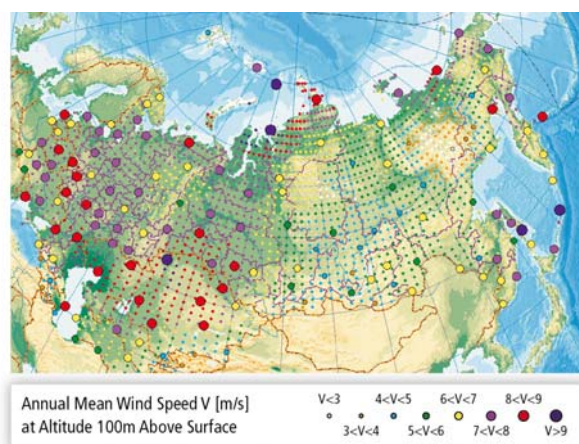 Annual Mean Wind Speed V [m/s]
at Altitude 100m Above Surface
V<3 4<V<5 6<V<7 8<V<9
3<V<4 5<V<6 7<V<8 V>9